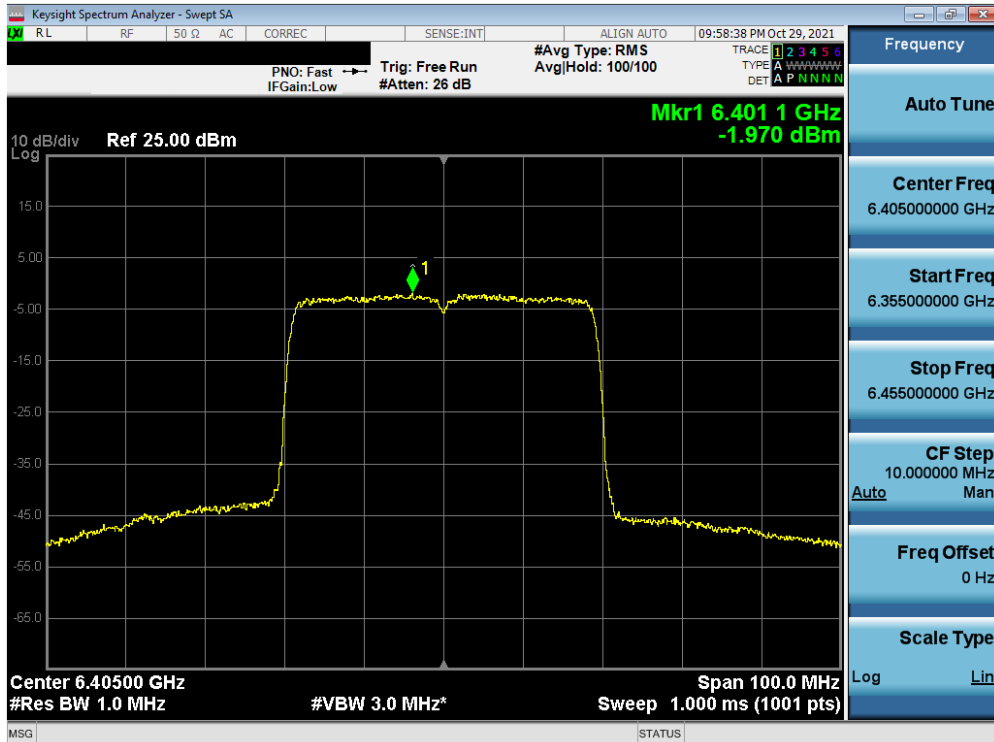 Keysight Spectrum Analyzer - Swept SA
LXI RL RF 50 Ω AC CORREC SENSE:INT ALIGN AUTO 09:58:38 PM Oct 29, 2021
PNO: Fast
IFGain:Low
Trig: Free Run
#Atten: 26 dB
#Avg Type: RMS
Avg|Hold: 100/100
TRACE 1 2 3 4 5 6
TYPE A WWWWW
DET A P N N N N
Mkr1 6.401 1 GHz
-1.970 dBm
10 dB/div Ref 25.00 dBm
Log
15.0
5.00
-5.00
-15.0
-25.0
-35.0
-45.0
-55.0
-65.0
1
Center 6.40500 GHz Span 100.0 MHz
#Res BW 1.0 MHz #VBW 3.0 MHz* Sweep 1.000 ms (1001 pts)
MSG STATUS
Frequency
Auto Tune
Center Freq
6.405000000 GHz
Start Freq
6.355000000 GHz
Stop Freq
6.455000000 GHz
CF Step
10.000000 MHz
Auto Man
Freq Offset
0 Hz
Scale Type
Log Lin